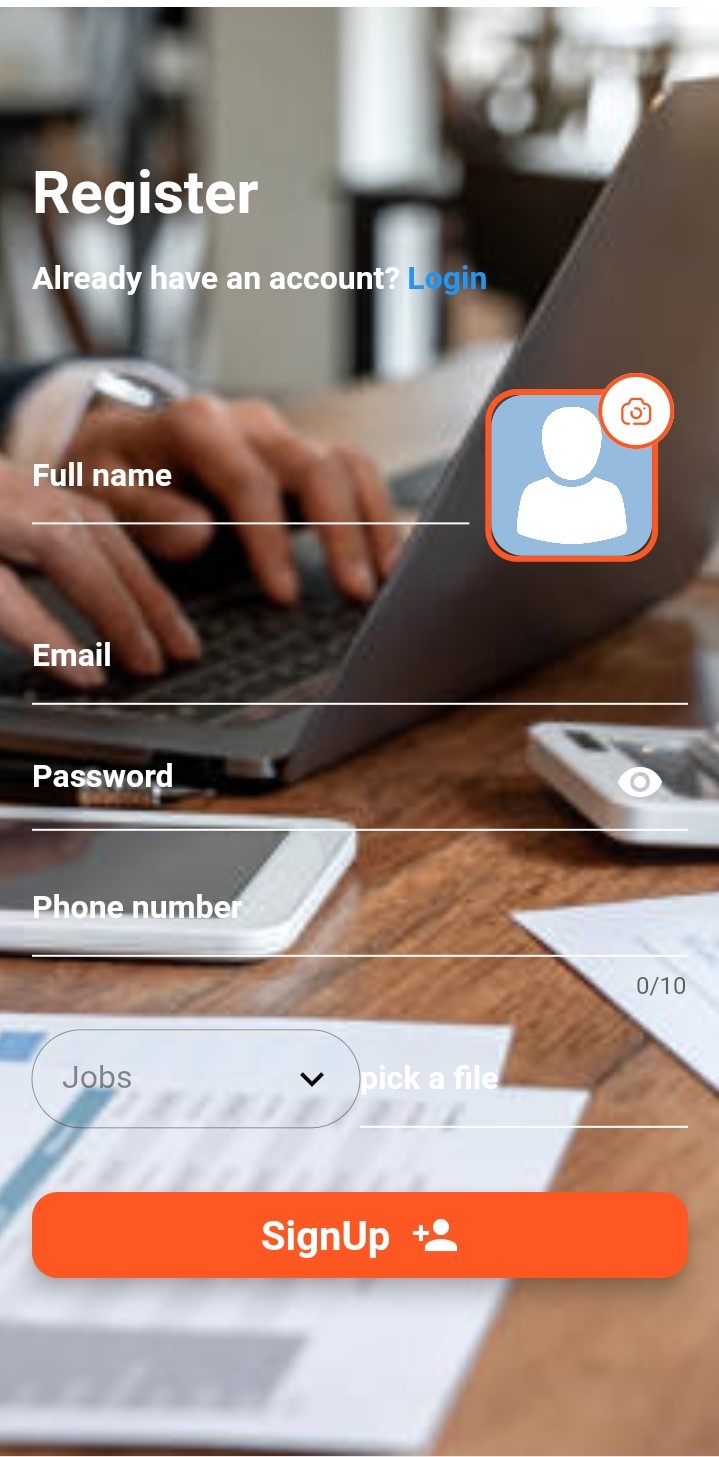 Register
Already have an account? Login
Full name
Email
Password
Phone number
0/10
Jobs
pick a file
SignUp